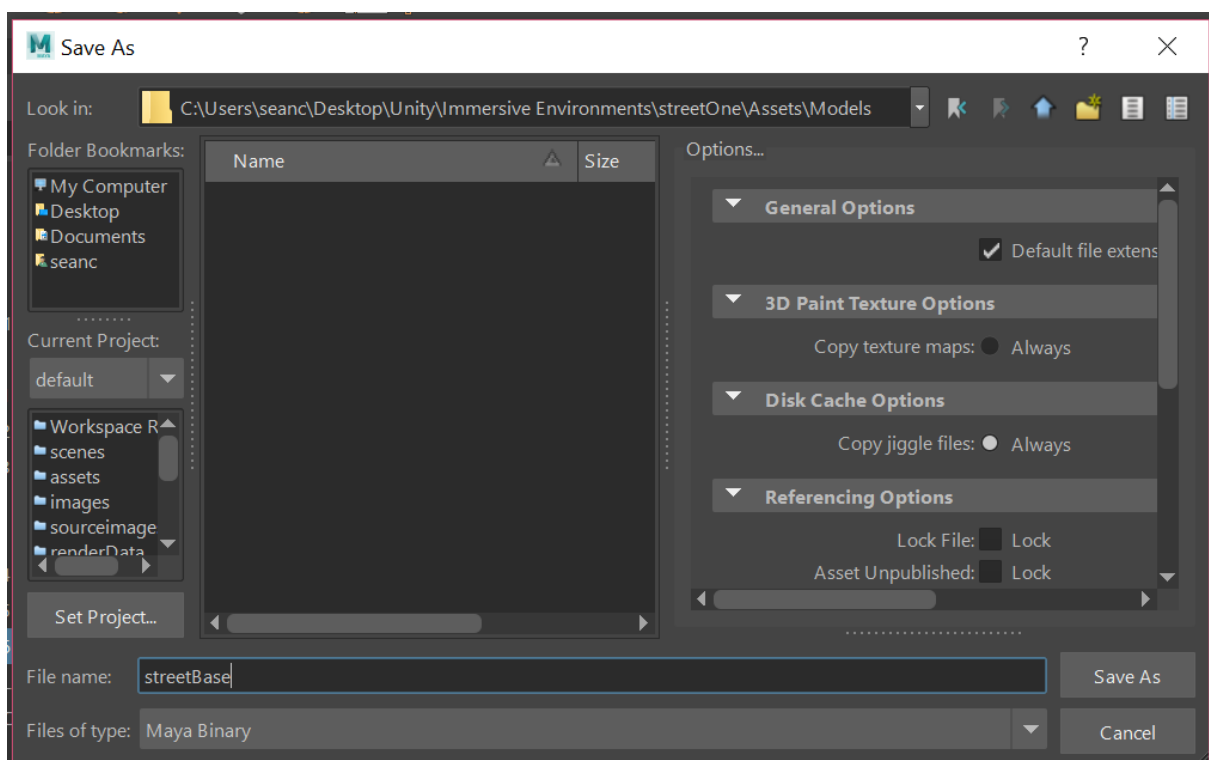 Save As
?
Look in:
C:\Users\seanc\Desktop\Unity\Immersive Environments\streetOne\Assets\Models
Folder Bookmarks:
My Computer
Desktop
Documents
seanc
Current Project:
default
Workspace R
scenes
assets
images
sourceimage
renderData
Set Project...
Name
Size
Options...
General Options
Default file extens
3D Paint Texture Options
Copy texture maps: Always
Disk Cache Options
Copy jiggle files: Always
Referencing Options
Lock File: Lock
Asset Unpublished: Lock
File name: streetBase
Save As
Files of type: Maya Binary
Cancel